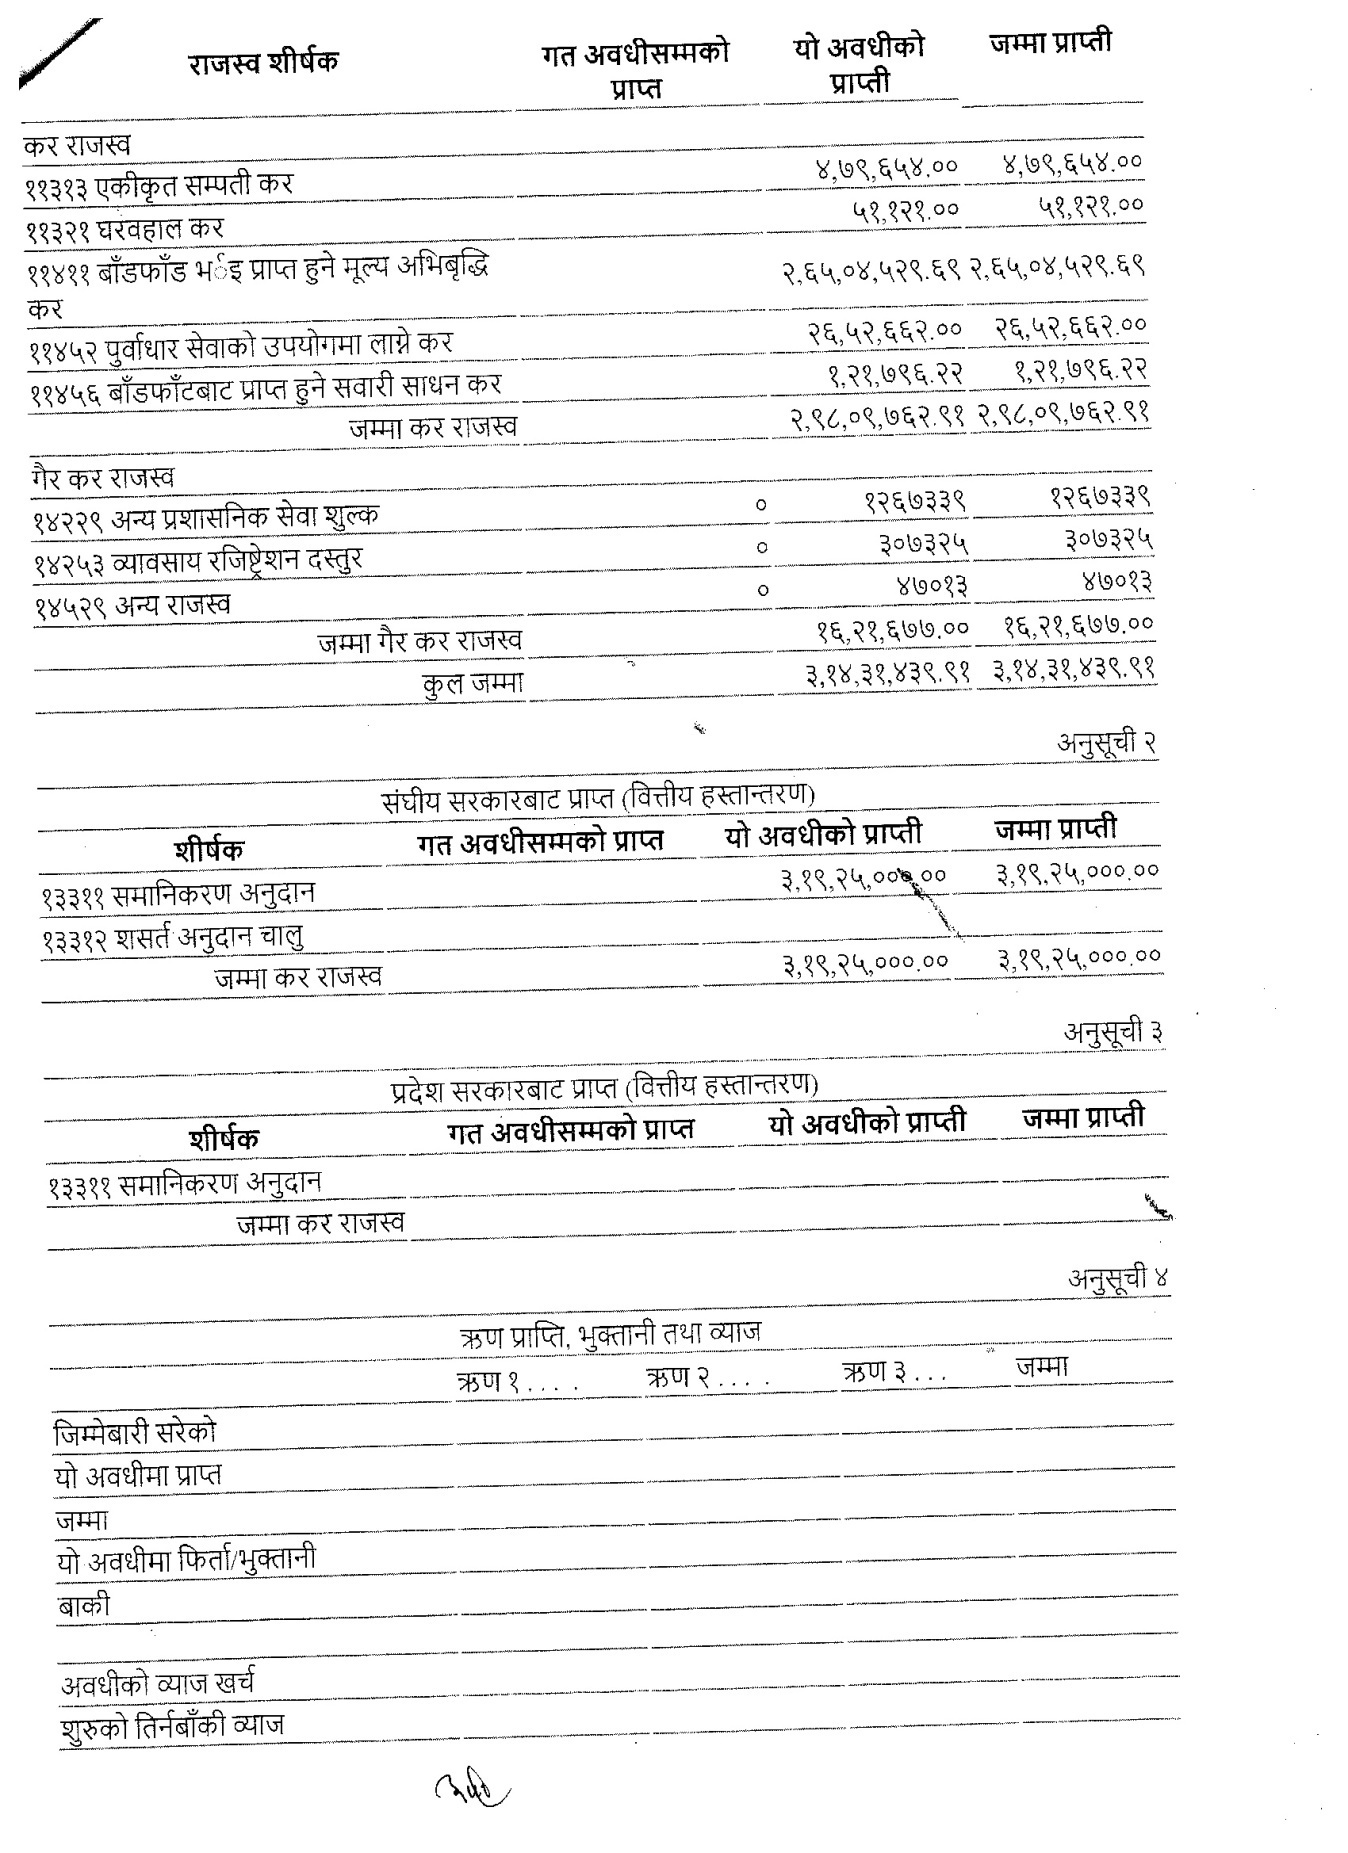 राजस्व शीर्षक गत अवधीसम्मको यो अवधीको जम्मा प्राप्ती
प्राप्त प्राप्ती
कर राजस्व
११३१३ एकीकृत सम्पती कर ४,७९,६५४.०० ४,७९,६५४.००
११३२१ घरवहाल कर ५१,१२१.०० ५१,१२१.००
११४११ बाँडफाँड भर्इ प्राप्त हुने मूल्य अभिबृद्धि २,६५,०४,५२९.६९ २,६५,०४,५२९.६९
कर
११४५२ पुर्वाधार सेवाको उपयोगमा लाग्ने कर २६,५२,६६२.०० २६,५२,६६२.००
११४५६ बाँडफाँटबाट प्राप्त हुने सवारी साधन कर १,२१,७९६.२२ १,२१,७९६.२२
जम्मा कर राजस्व २,९८,०९,७६२.९१ २,९८,०९,७६२.९१
गैर कर राजस्व
१४२२९ अन्य प्रशासनिक सेवा शुल्क ० १२६७३३९ १२६७३३९
१४२५३ व्यावसाय रजिष्ट्रेशन दस्तुर ० ३०७३२५ ३०७३२५
१४५२९ अन्य राजस्व ० ४७०१३ ४७०१३
जम्मा गैर कर राजस्व १६,२१,६७७.०० १६,२१,६७७.००
कुल जम्मा ३,१४,३१,४३९.९१ ३,१४,३१,४३९.९१
अनुसूची २
संघीय सरकारबाट प्राप्त (वित्तीय हस्तान्तरण)
शीर्षक गत अवधीसम्मको प्राप्त यो अवधीको प्राप्ती जम्मा प्राप्ती
१३३११ समानिकरण अनुदान ३,१९,२५,०००.०० ३,१९,२५,०००.००
१३३१२ शसर्त अनुदान चालु
जम्मा कर राजस्व ३,१९,२५,०००.०० ३,१९,२५,०००.००
अनुसूची ३
प्रदेश सरकारबाट प्राप्त (वित्तीय हस्तान्तरण)
शीर्षक गत अवधीसम्मको प्राप्त यो अवधीको प्राप्ती जम्मा प्राप्ती
१३३११ समानिकरण अनुदान
जम्मा कर राजस्व
अनुसूची ४
ऋण प्राप्ति, भुक्तानी तथा व्याज
ऋण १ . . . . ऋण २ . . . . ऋण ३ . . . जम्मा
जिम्मेबारी सरेको
यो अवधीमा प्राप्त
जम्मा
यो अवधीमा फिर्ता/भुक्तानी
बाकी
अवधीको व्याज खर्च
शुरुको तिर्नबाँकी व्याज